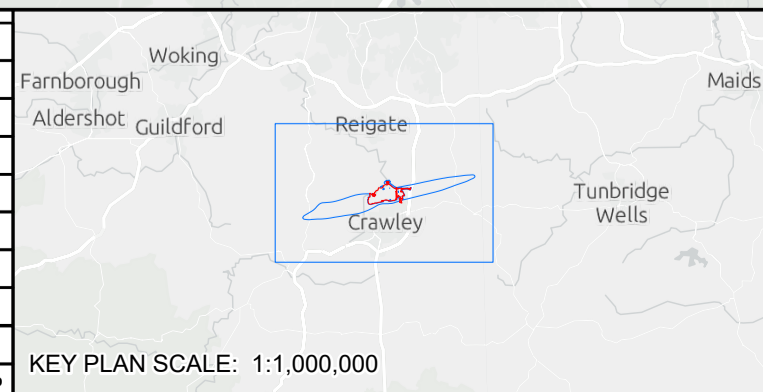 Woking
Farnborough
Maids
Aldershot
Guildford
Reigate
Tunbridge
Wells
Crawley
KEY PLAN SCALE: 1:1,000,000